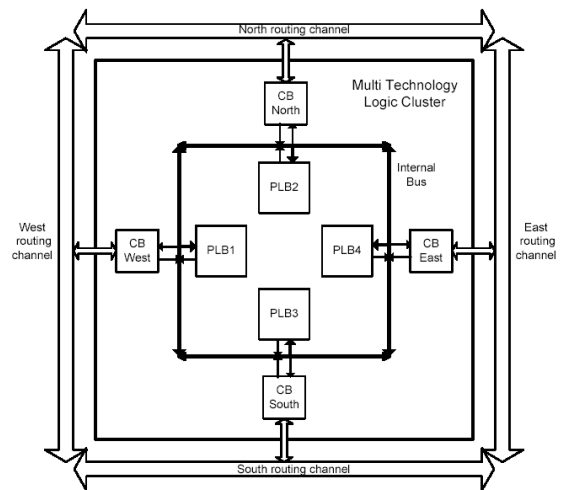 North routing channel
CB
North
Multi Technology
Logic Cluster
PLB2
Internal
Bus
West
routing
channel
CB
West
PLB1
PLB4
CB
East
East
routing
channel
PLB3
CB
South
South routing channel